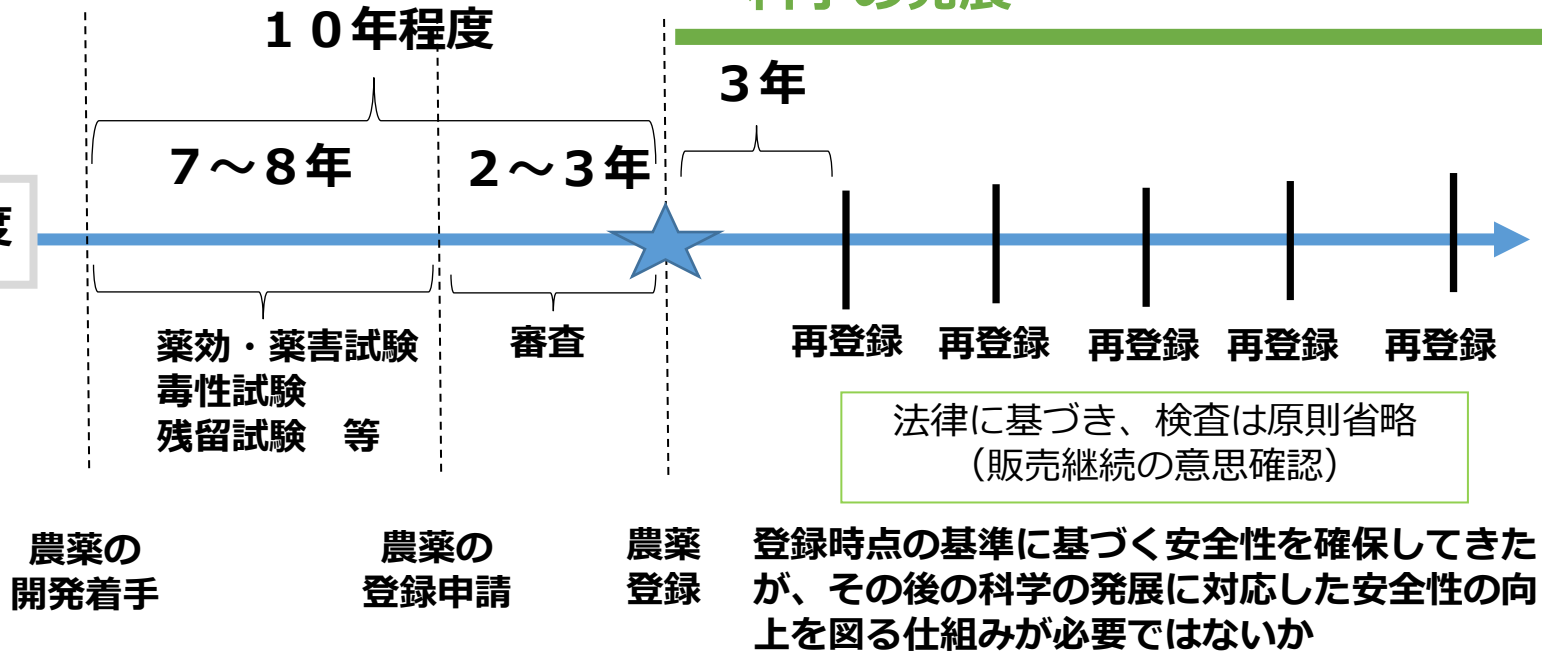 科学の発展
１０年程度
３年
７～８年
２～３年
度
薬効・薬害試験
毒性試験
残留試験　等
審査
再登録
再登録
再登録
再登録
再登録
法律に基づき、検査は原則省略
（販売継続の意思確認）
農薬の
開発着手
農薬の
登録申請
農薬
登録
登録時点の基準に基づく安全性を確保してきた
が、その後の科学の発展に対応した安全性の向
上を図る仕組みが必要ではないか